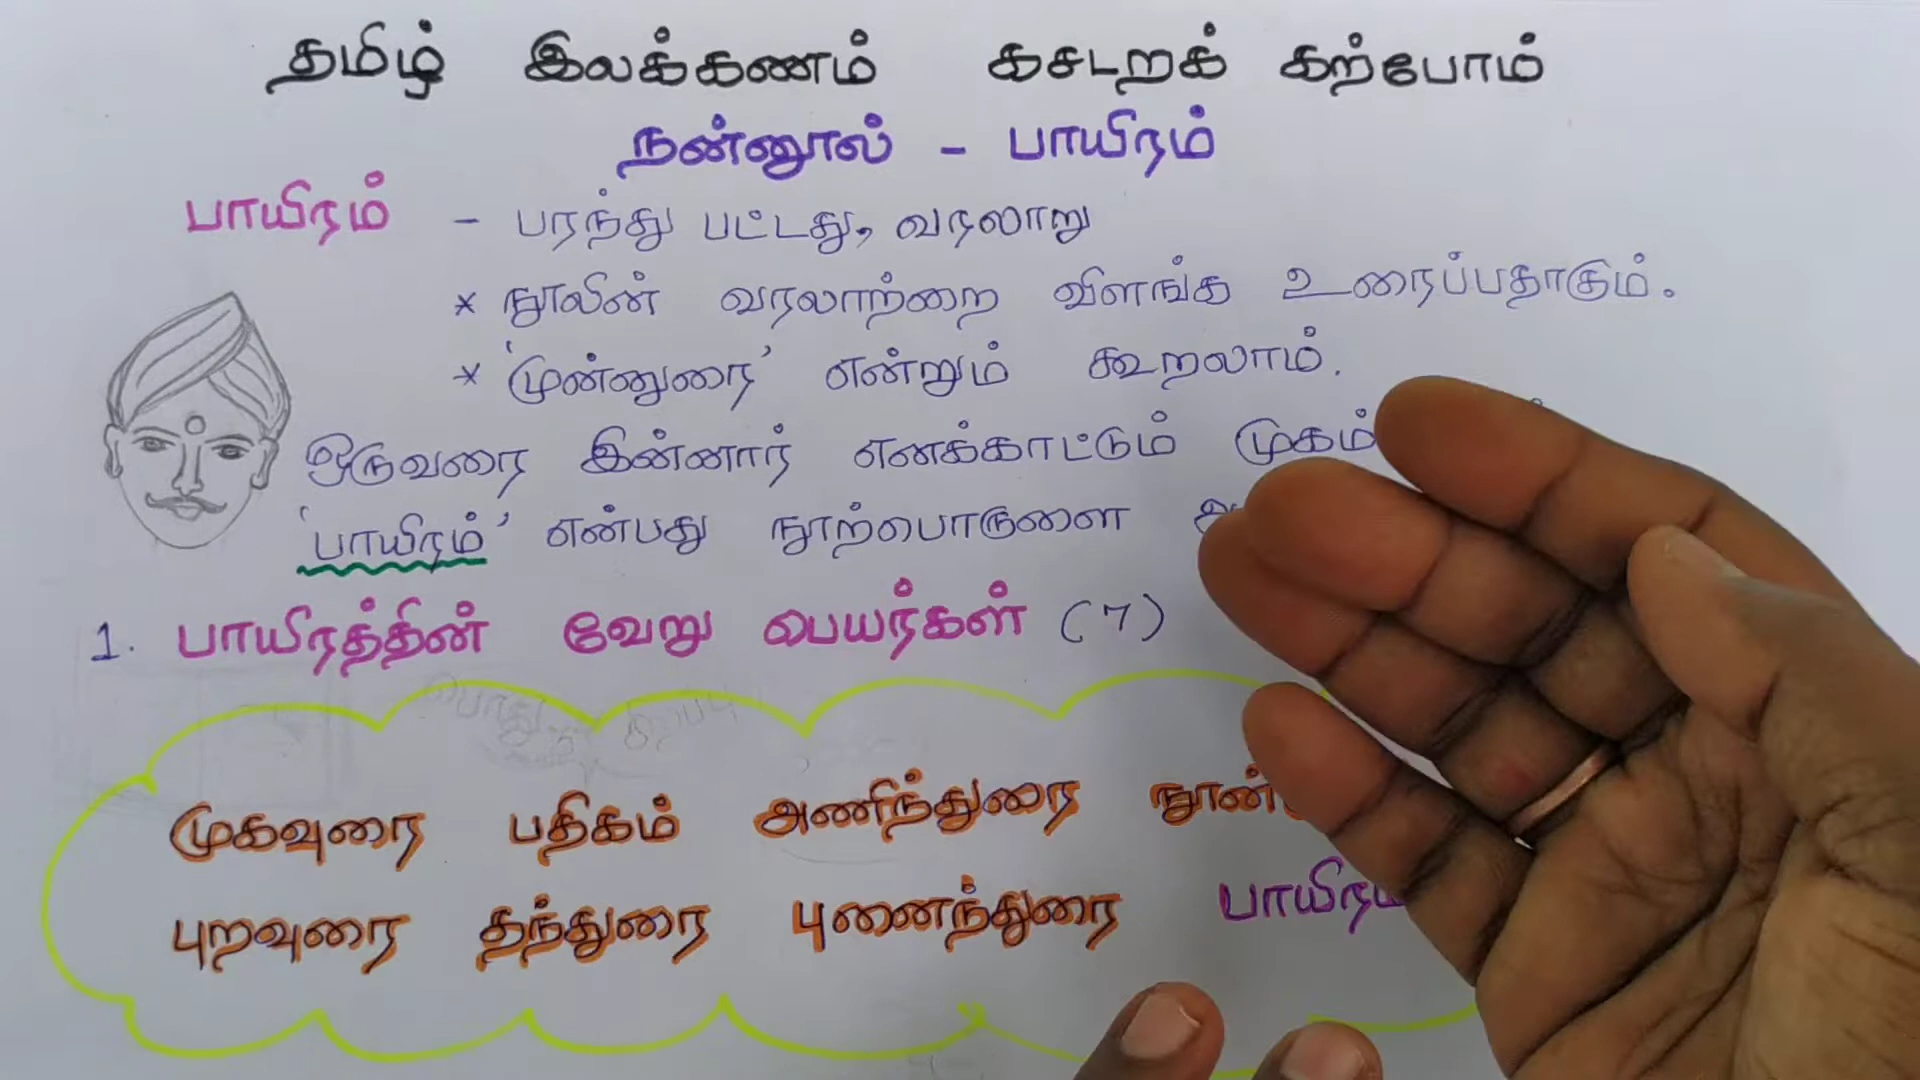 தமிழ் இலக்கணம் கசடறக் கற்போம்
நன்னூல் - பாயிரம்
பாயிரம் - பரந்து பட்டது, வரலாறு
* நூலின் வரலாற்றை விளங்க உரைப்பதாகும்.
* 'முன்னுரை' என்றும் கூறலாம்.
ஒருவரை இன்னார் எனக்காட்டும் முகம்
'பாயிரம்' என்பது நூற்பொருளை
1. பாயிரத்தின் வேறு பெயர்கள் (7)
முகவுரை பதிகம் அணிந்துரை
புறவுரை தந்துரை புனைந்துரை